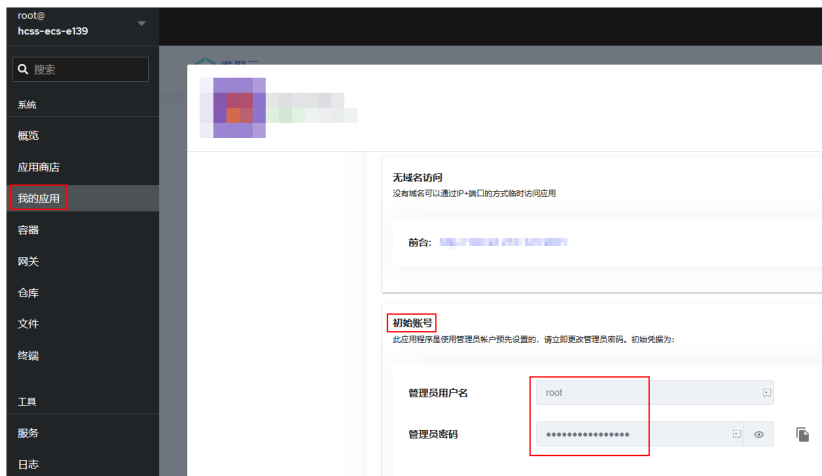 root@
hcss-ecs-e139
搜索
系统
概览
应用商店
我的应用
容器
网关
仓库
文件
终端
工具
服务
日志
无域名访问
没有域名可以通过IP+端口的方式临时访问应用
前台:
初始账号
此应用程序是使用管理员帐户预先设置的，请立即更改管理员密码。初始凭据为:
管理员用户名
root
管理员密码
••••••••••••••••